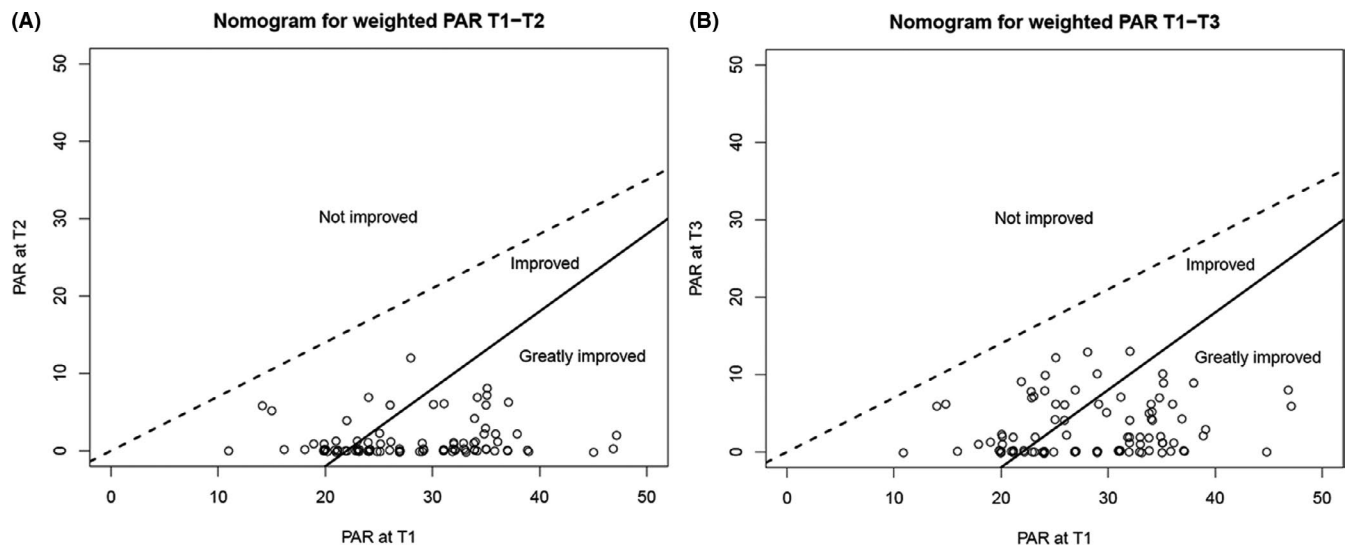 (A)
Nomogram for weighted PAR T1−T2
50
40
30
20
10
0
PAR at T2
Not improved
Improved
Greatly improved
0 10 20 30 40 50
PAR at T1
(B)
Nomogram for weighted PAR T1−T3
50
40
30
20
10
0
PAR at T3
Not improved
Improved
Greatly improved
0 10 20 30 40 50
PAR at T1